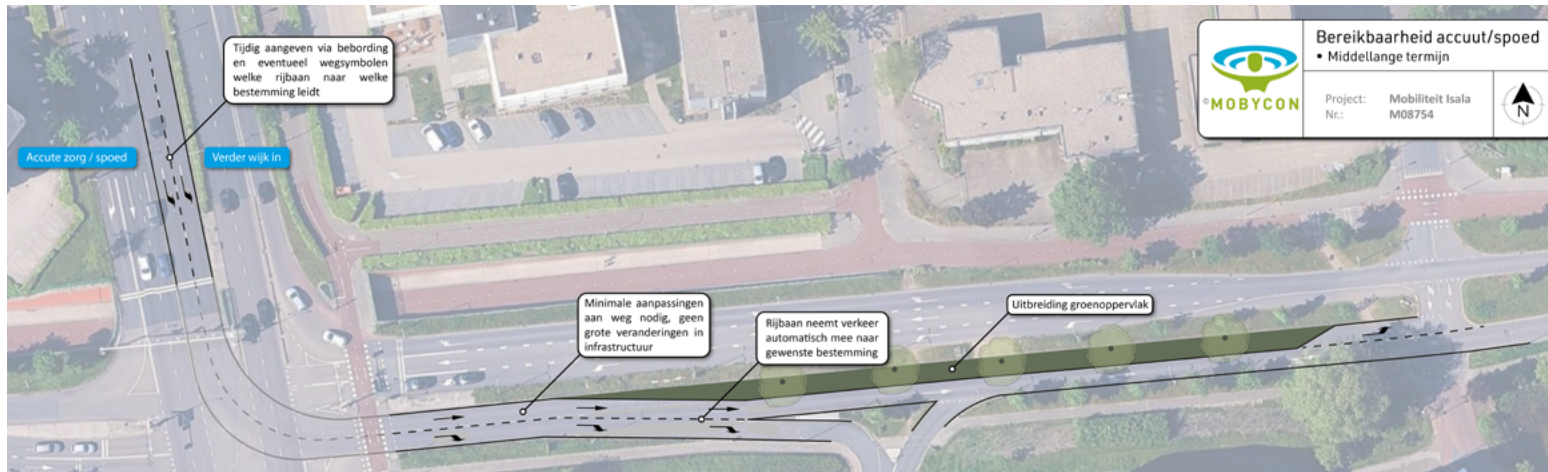 Tijdig aangeven via bebording
en eventueel wegsymbolen
welke rijbaan naar welke
bestemming leidt
Accute zorg / spoed
Verder wijk in
Minimale aanpassingen
aan weg nodig, geen
grote veranderingen in
infrastructuur
Rijbaan neemt verkeer
automatisch mee naar
gewenste bestemming
Uitbreiding groenoppervlak
©MOBYCON
Bereikbaarheid accuut/spoed
• Middellange termijn
Project: Mobiliteit Isala
Nr.: M08754
N